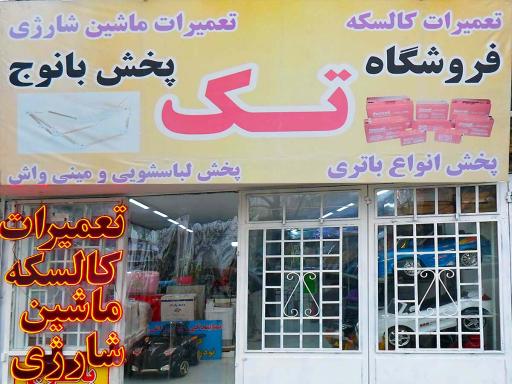 تعمیرات کالسکه
تعمیرات ماشین شارژی
فروشگاه
تک
پخش بانوج
پخش انواع باتری
پخش لباسشویی و مینی واش
تعمیرات
کالسکه
ماشین
شارژی